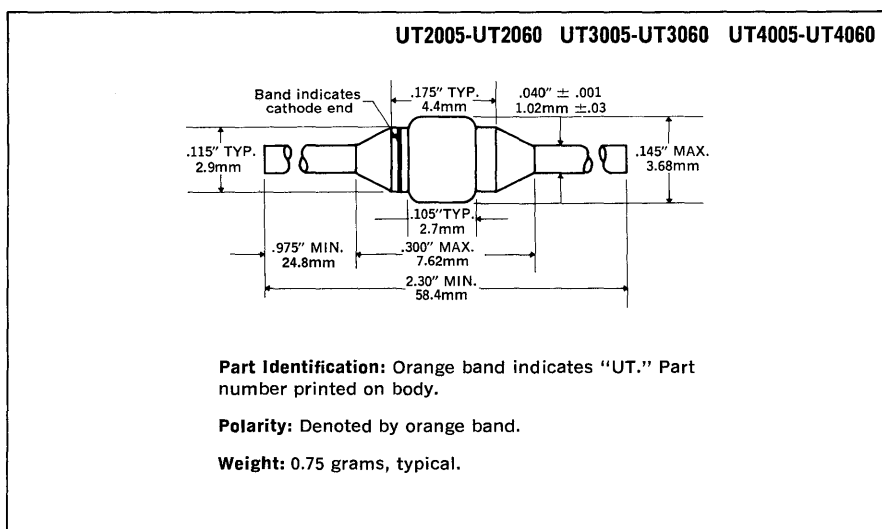 UT2005-UT2060 UT3005-UT3060 UT4005-UT4060
Band indicates
cathode end
.175" TYP.
4.4mm
.040" ± .001
1.02mm ±.03
.115" TYP.
2.9mm
.145" MAX.
3.68mm
.105"TYP.
2.7mm
.975" MIN.
24.8mm
.300" MAX.
7.62mm
2.30" MIN.
58.4mm
Part Identification: Orange band indicates “UT.” Part
number printed on body.
Polarity: Denoted by orange band.
Weight: 0.75 grams, typical.